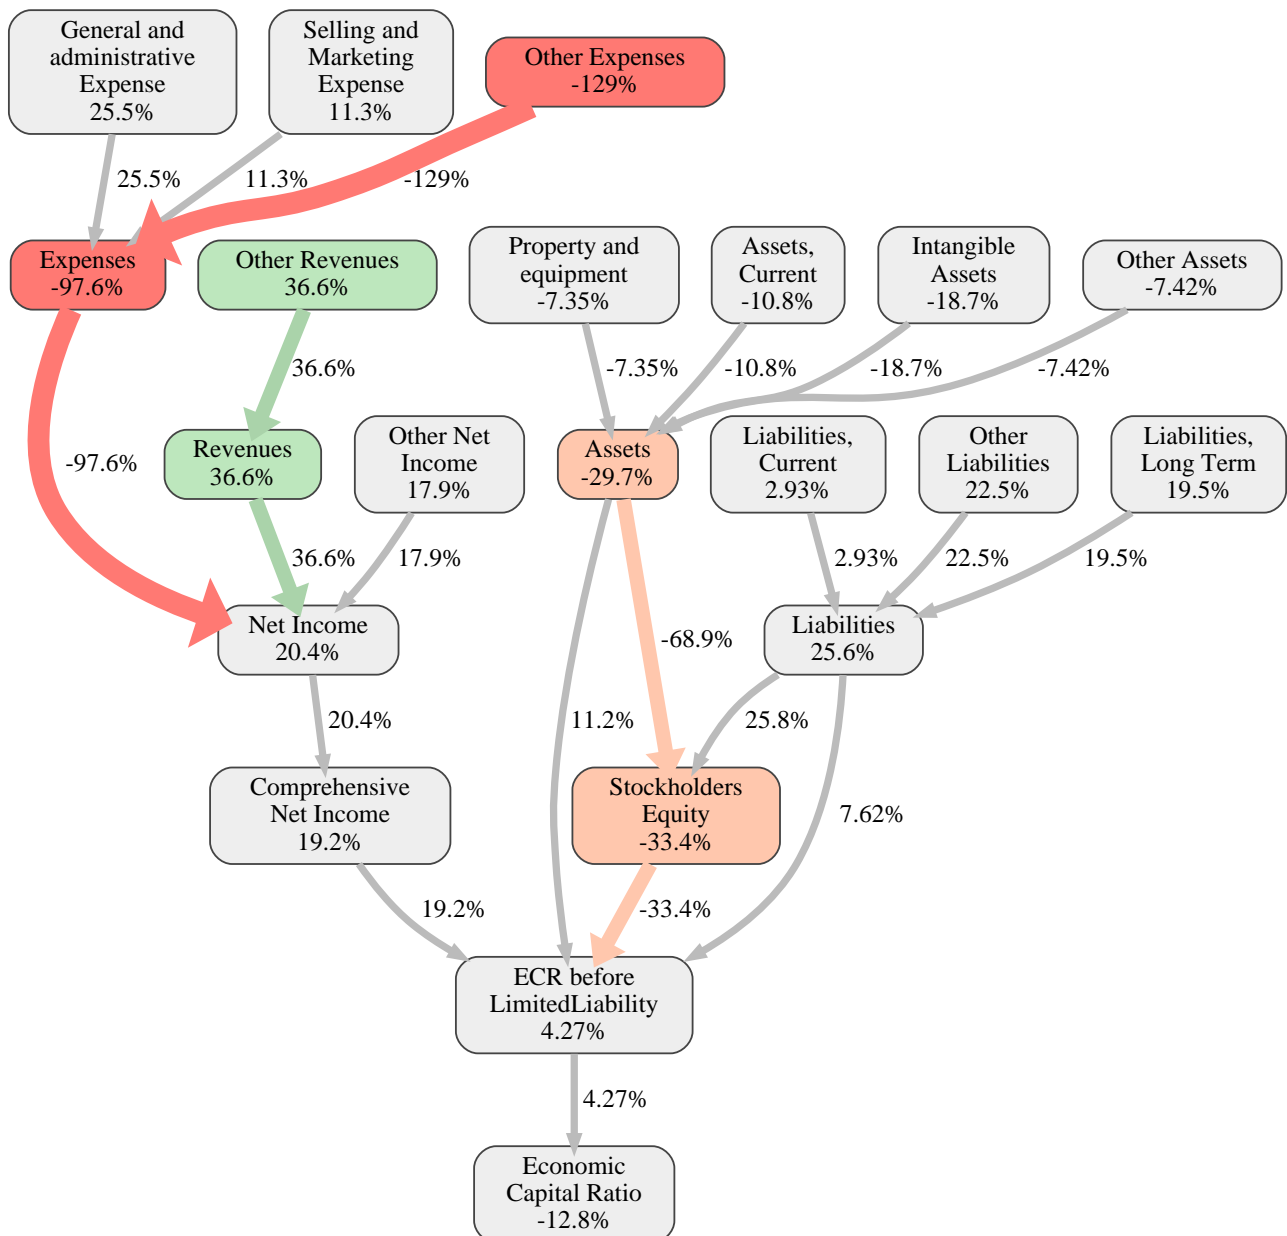 General and
administrative
Expense
25.5%
Selling and
Marketing
Expense
11.3%
Other Expenses
-129%
25.5%
11.3%
-129%
Expenses
-97.6%
Other Revenues
36.6%
Property and
equipment
-7.35%
Assets,
Current
-10.8%
Intangible
Assets
-18.7%
Other Assets
-7.42%
36.6%
-7.35%
-10.8%
-18.7%
-7.42%
Revenues
36.6%
Other Net
Income
17.9%
Assets
-29.7%
Liabilities,
Current
2.93%
Other
Liabilities
22.5%
Liabilities,
Long Term
19.5%
-97.6%
36.6%
17.9%
2.93%
22.5%
19.5%
Net Income
20.4%
Liabilities
25.6%
-68.9%
20.4%
11.2%
25.8%
Comprehensive
Net Income
19.2%
Stockholders
Equity
-33.4%
7.62%
19.2%
-33.4%
ECR before
LimitedLiability
4.27%
4.27%
Economic
Capital Ratio
-12.8%